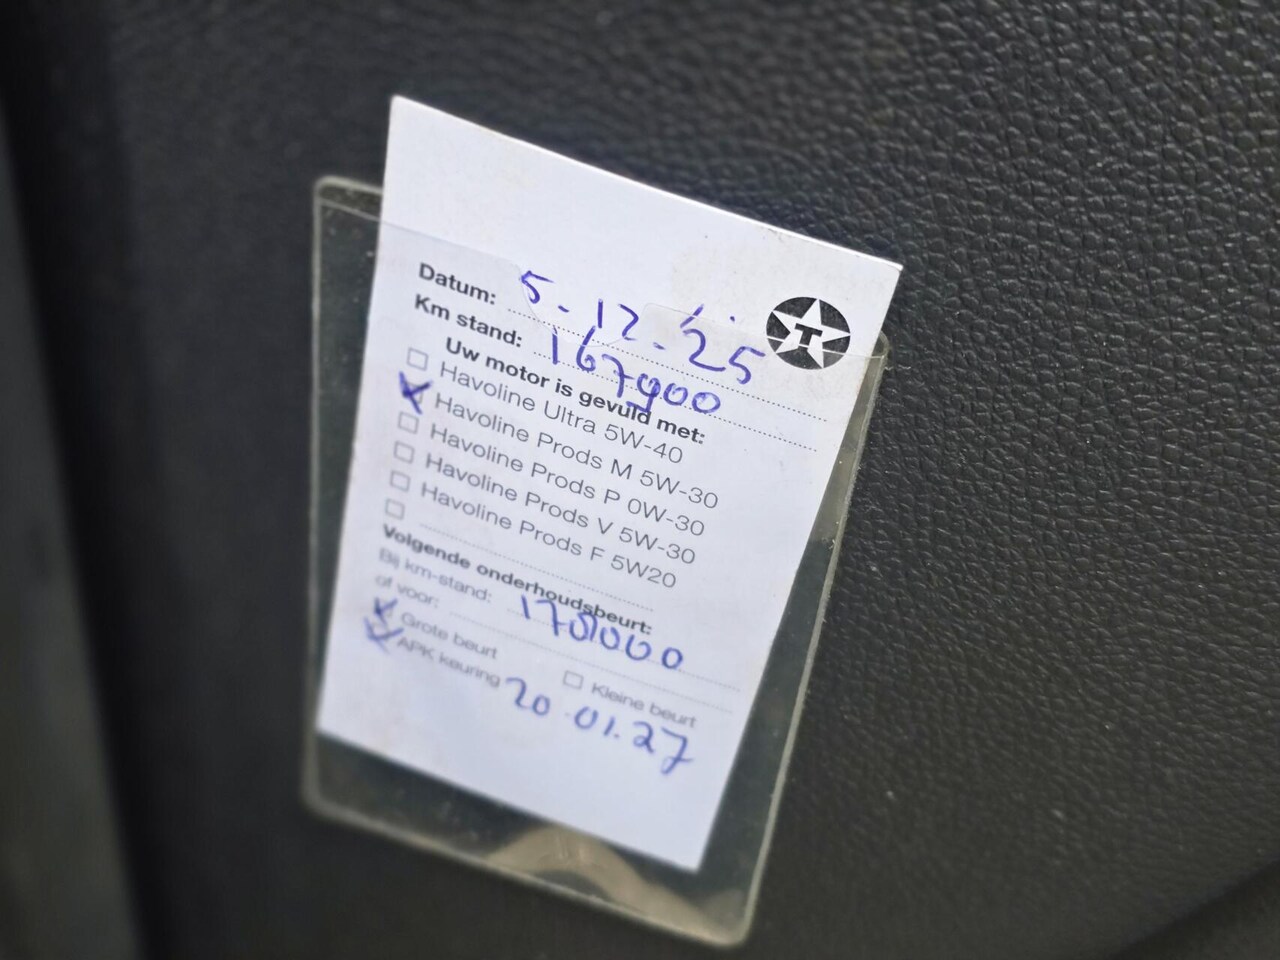 Datum: 5-12-25
T
Km stand: 167900
Uw motor is gevuld met:
Havoline Ultra 5W-40
Havoline Prods M 5W-30
Havoline Prods P 0W-30
Havoline Prods V 5W-30
Havoline Prods F 5W20
Volgende onderhoudsbeurt:
Bij km-stand:
of voor:
Grote beurt Kleine beurt
APK keuring 20.01.27